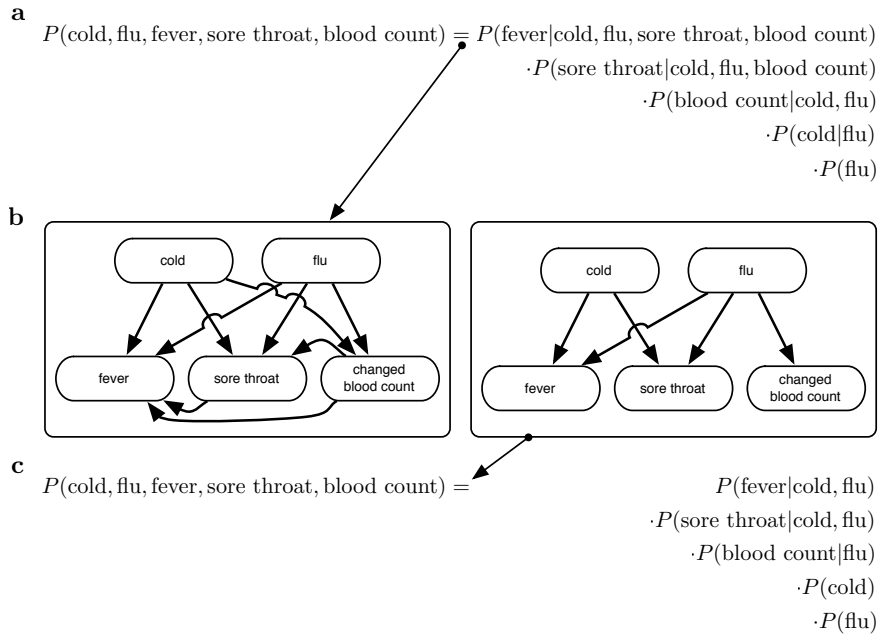 a
P(cold, flu, fever, sore throat, blood count) = P(fever|cold, flu, sore throat, blood count)
·P(sore throat|cold, flu, blood count)
·P(blood count|cold, flu)
·P(cold|flu)
·P(flu)
b
cold
flu
fever
sore throat
changed
blood count
cold
flu
fever
sore throat
changed
blood count
c
P(cold, flu, fever, sore throat, blood count) = P(fever|cold, flu)
·P(sore throat|cold, flu)
·P(blood count|flu)
·P(cold)
·P(flu)